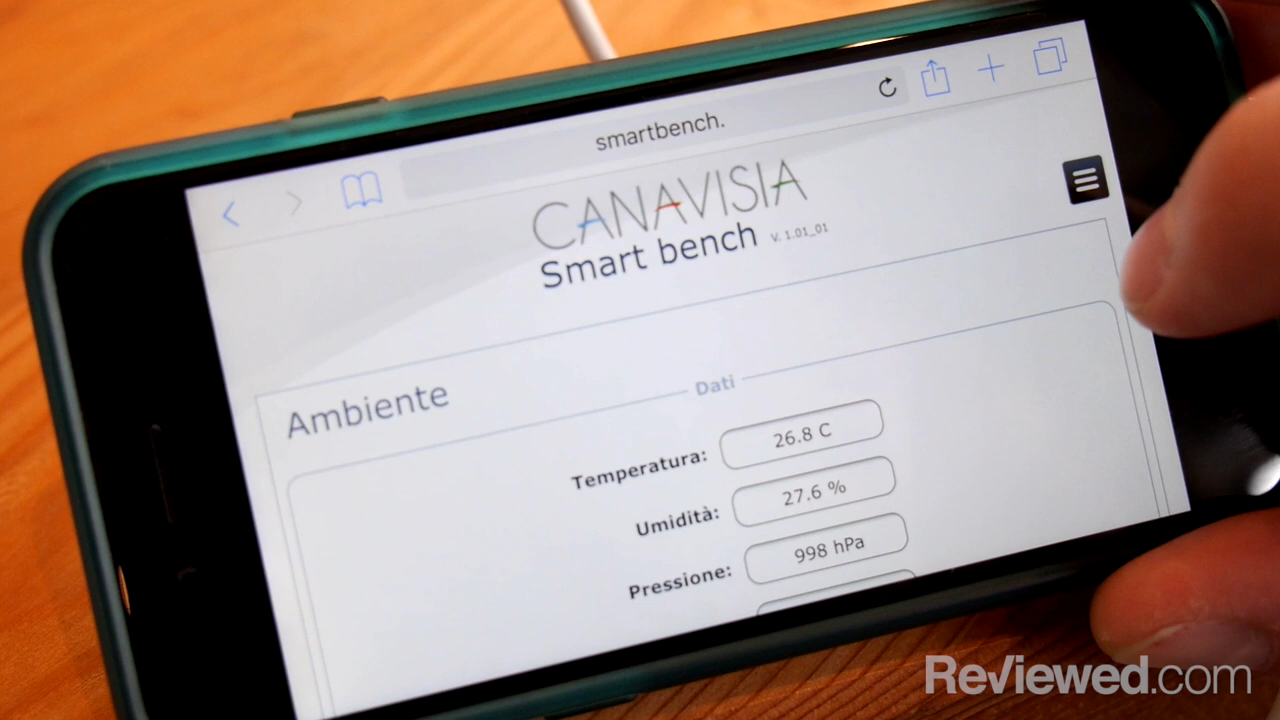 smartbench.
CANAVISIA
Smart bench v. 1.01_01
Ambiente
Dati
Temperatura: 26.8 C
Umidità: 27.6 %
Pressione: 998 hPa
Reviewed.com